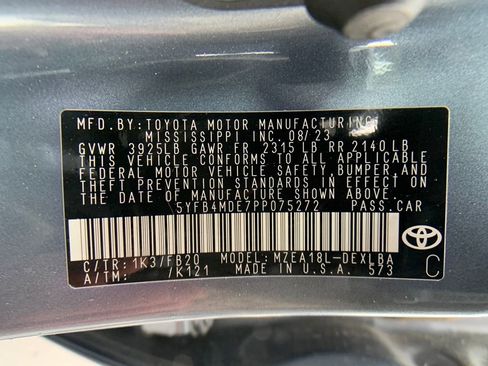 MFD.BY: TOYOTA MOTOR MANUFACTURING,
MISSISSIPPI INC. 08/23
GVWR 3925LB GAWR FR 2315 LB RR 2140 LB
THIS VEHICLE CONFORMS TO ALL APPLICABLE
FEDERAL MOTOR VEHICLE SAFETY, BUMPER, AND
THEFT PREVENTION STANDARDS IN EFFECT ON
THE DATE OF MANUFACTURE SHOWN ABOVE.
5YFB4MDE7PP075272 PASS.CAR
C/TR: 1K3/FB20 MODEL: MZEA18L-DEXLBA
A/TM: /K121 MADE IN U.S.A. 573
TOYOTA
C